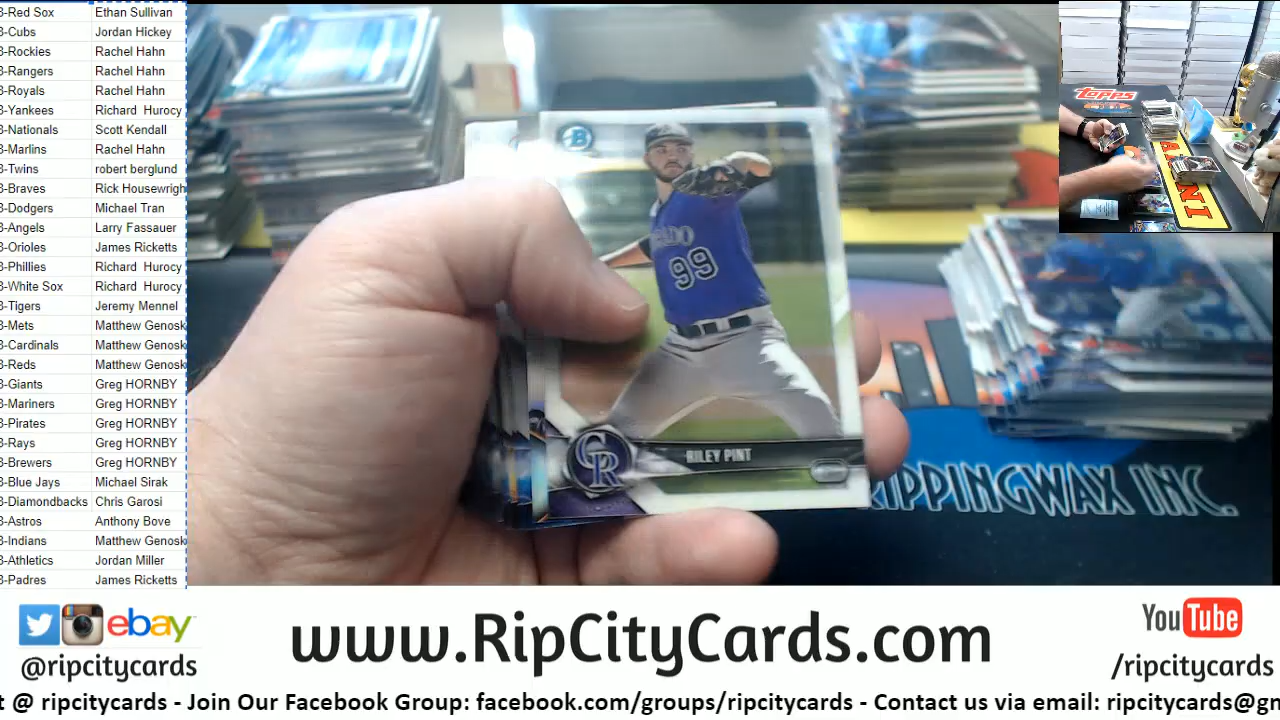 3-Red Sox Ethan Sullivan
3-Cubs Jordan Hickey
3-Rockies Rachel Hahn
3-Rangers Rachel Hahn
3-Royals Rachel Hahn
3-Yankees Richard Hurocy
3-Nationals Scott Kendall
3-Marlins Rachel Hahn
3-Twins robert berglund
3-Braves Rick Housewrigh
3-Dodgers Michael Tran
3-Angels Larry Fassauer
3-Orioles James Ricketts
3-Phillies Richard Hurocy
3-White Sox Richard Hurocy
3-Tigers Jeremy Mennel
3-Mets Matthew Genosk
3-Cardinals Matthew Genosk
3-Reds Matthew Genosk
3-Giants Greg HORNBY
3-Mariners Greg HORNBY
3-Pirates Greg HORNBY
3-Rays Greg HORNBY
3-Brewers Greg HORNBY
3-Blue Jays Michael Sirak
3-Diamondbacks Chris Garosi
3-Astros Anthony Bove
3-Indians Matthew Genosk
3-Athletics Jordan Miller
3-Padres James Ricketts
B
99
CR
RILEY PINT
Topps
RIPPINGWAX INC.
ebay
@ripcitycards
www.RipCityCards.com
YouTube
/ripcitycards
t @ ripcitycards - Join Our Facebook Group: facebook.com/groups/ripcitycards - Contact us via email: ripcitycards@gm